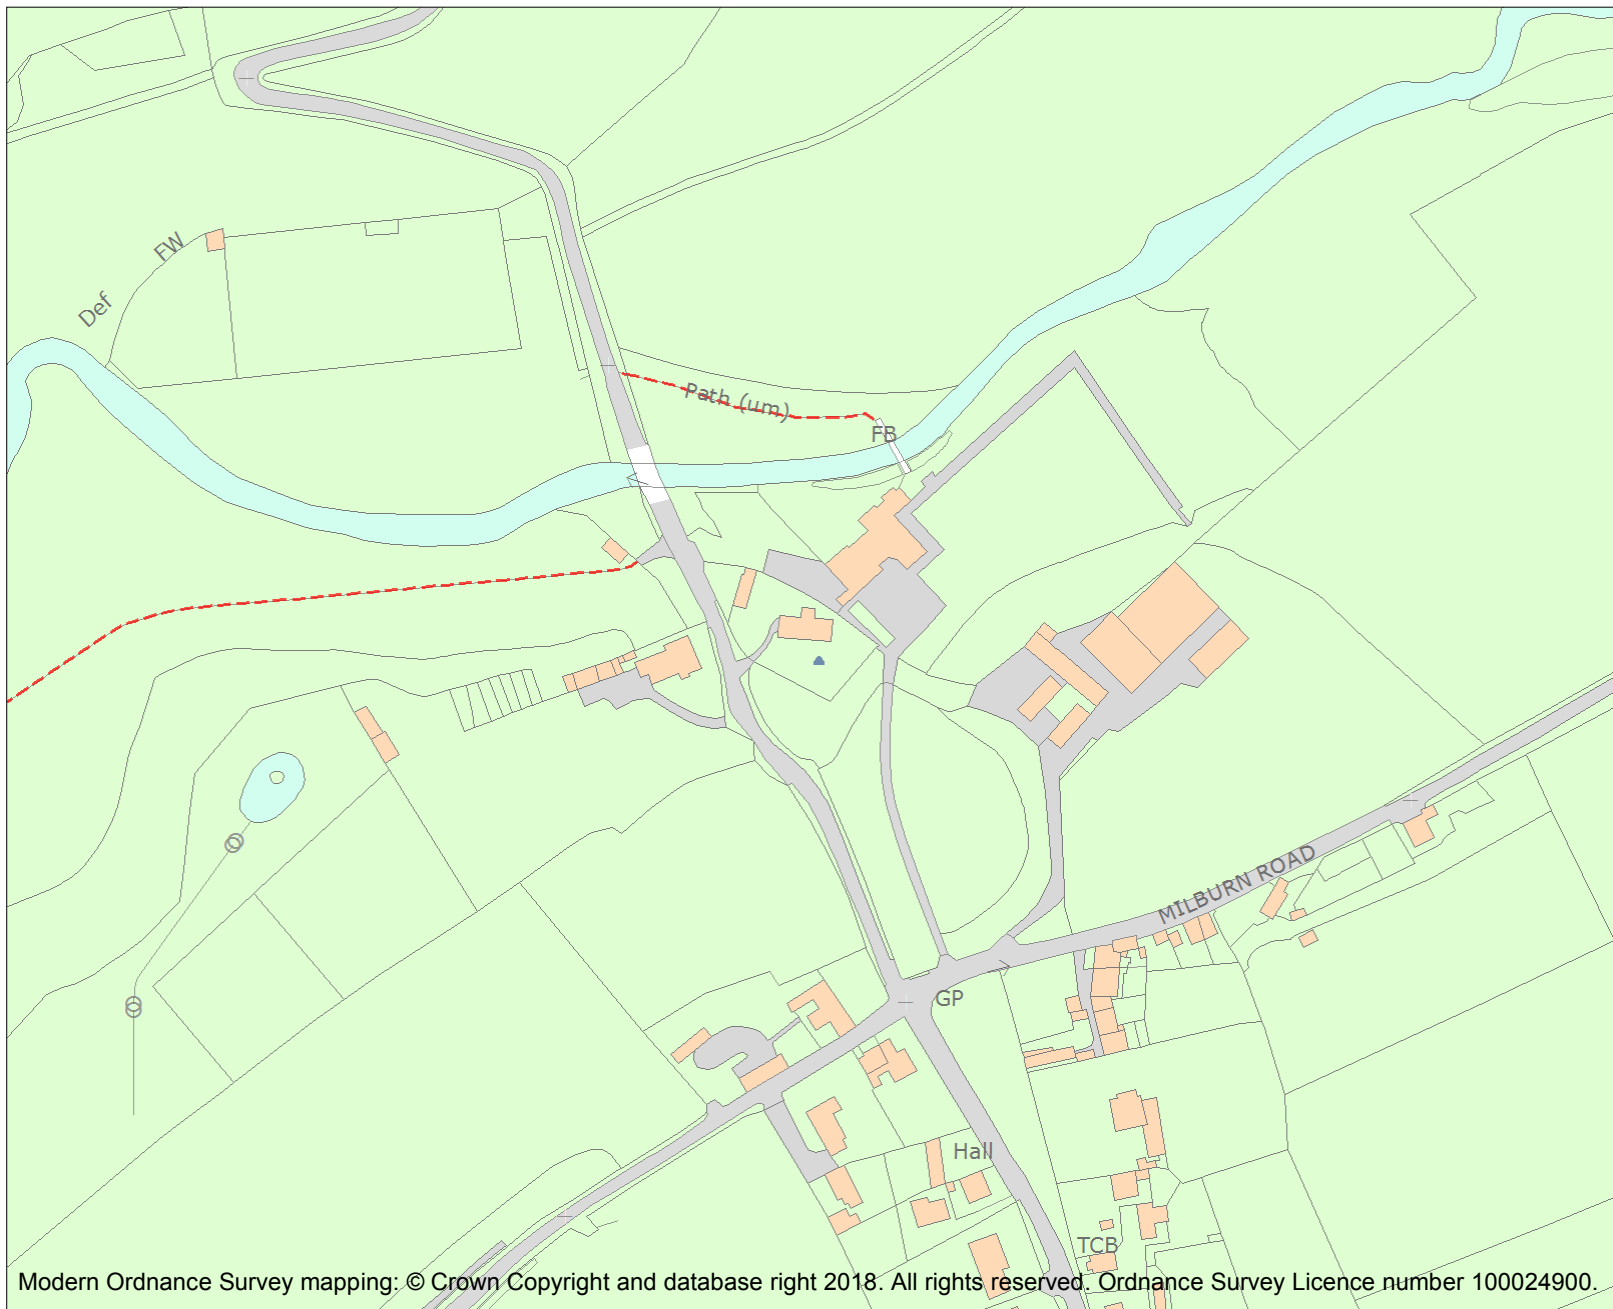 FW
Def
Path (um)
FB
MILBURN ROAD
GP
Hall
TCB
Modern Ordnance Survey mapping: © Crown Copyright and database right 2018. All rights reserved. Ordnance Survey Licence number 100024900.